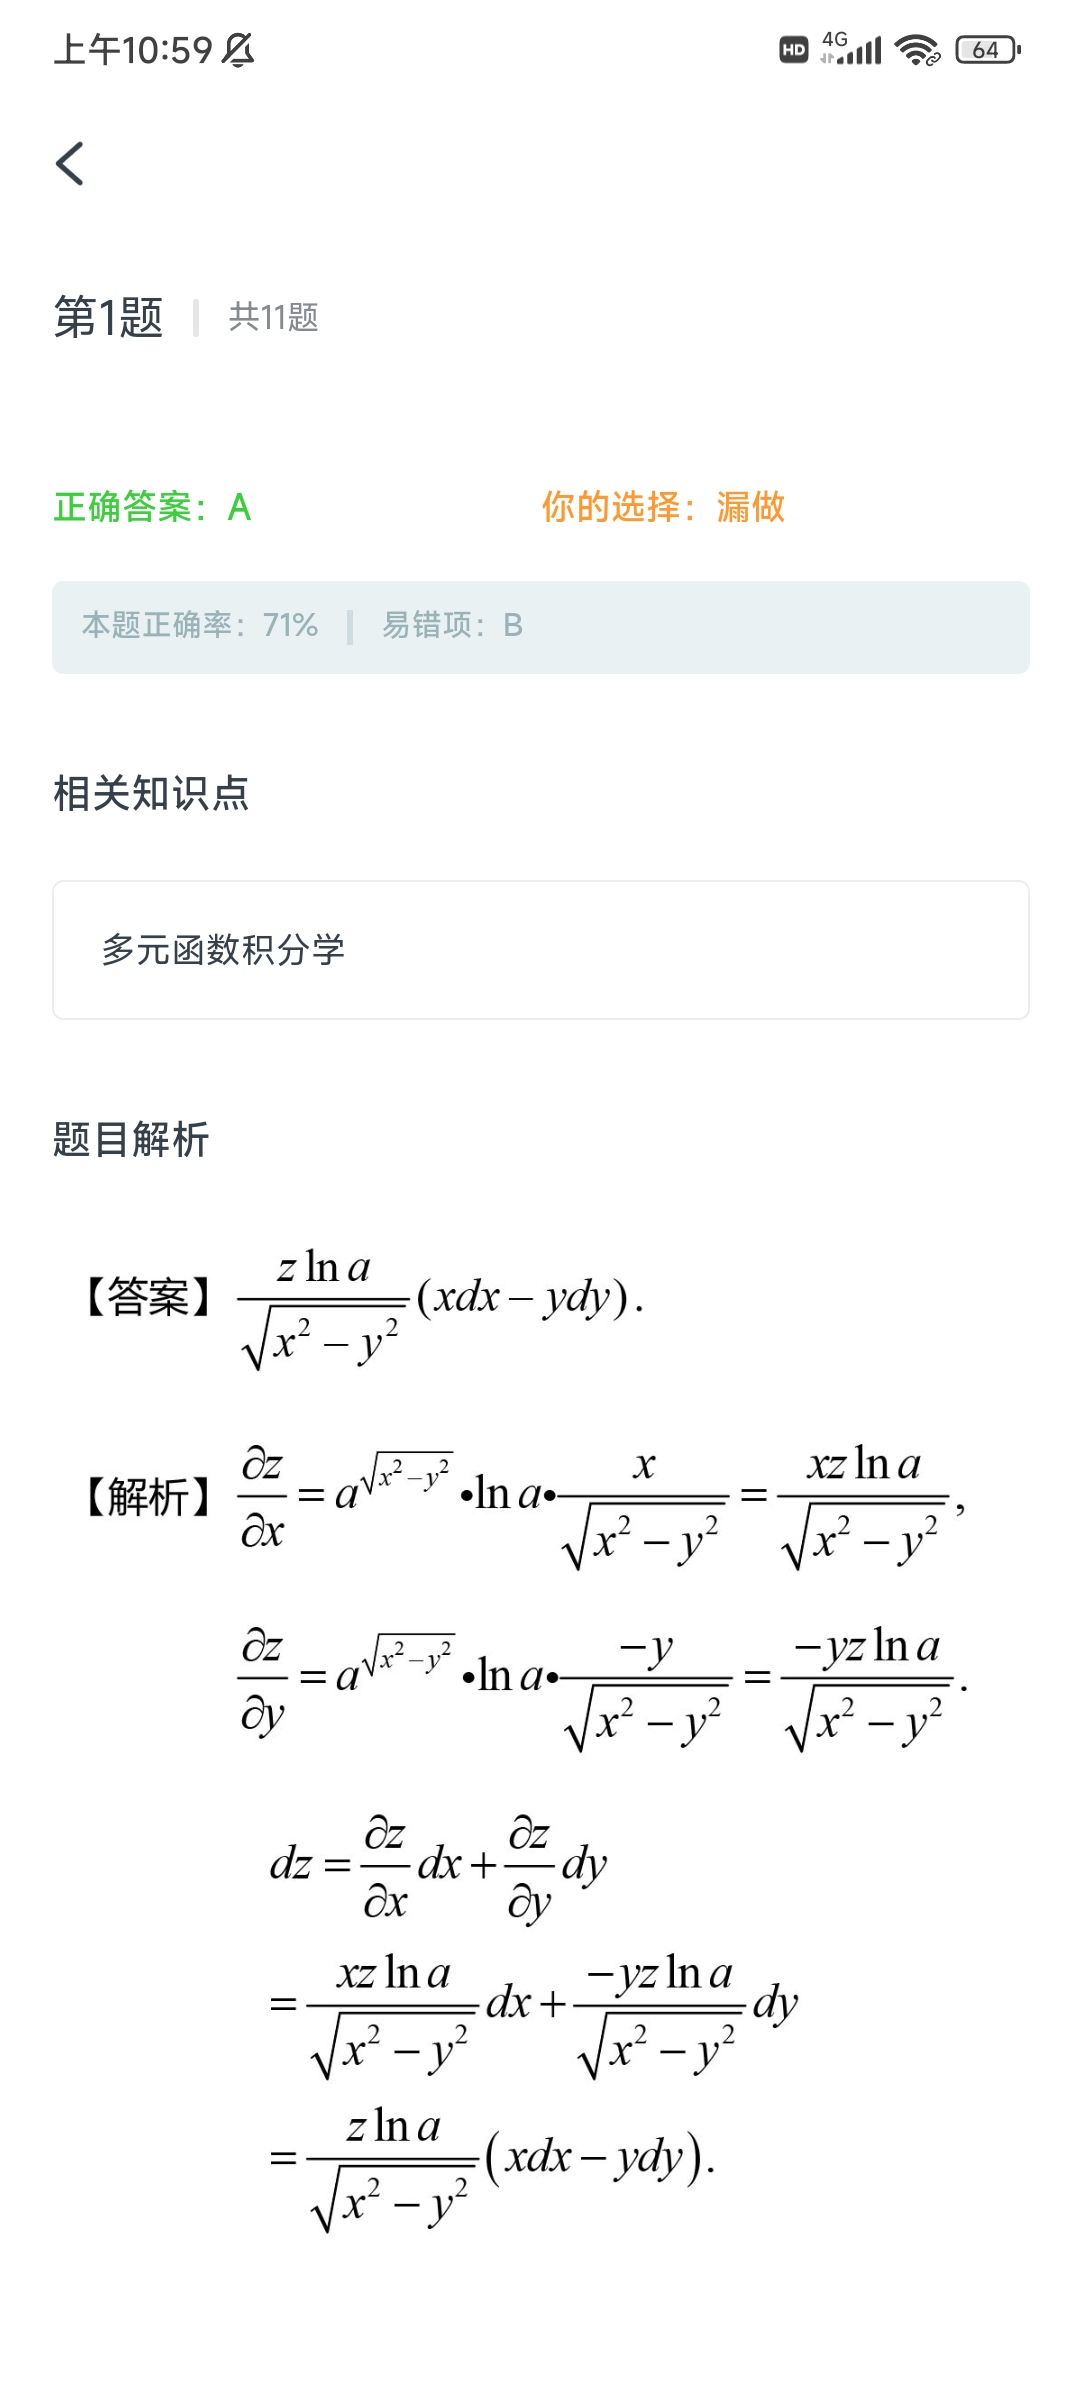 上午10:59
HD 4G 64
第1题 共11题
正确答案：A 你的选择：漏做
本题正确率：71% 易错项：B
相关知识点
多元函数积分学
题目解析
【答案】 $\frac{z\ln a}{\sqrt{x^2-y^2}}(xdx-ydy).$
【解析】 $\frac{\partial z}{\partial x}=a^{\sqrt{x^2-y^2}}•\ln a•\frac{x}{\sqrt{x^2-y^2}}=\frac{xz\ln a}{\sqrt{x^2-y^2}},$
$\frac{\partial z}{\partial y}=a^{\sqrt{x^2-y^2}}•\ln a•\frac{-y}{\sqrt{x^2-y^2}}=\frac{-yz\ln a}{\sqrt{x^2-y^2}}.$
$dz=\frac{\partial z}{\partial x}dx+\frac{\partial z}{\partial y}dy$
$=\frac{xz\ln a}{\sqrt{x^2-y^2}}dx+\frac{-yz\ln a}{\sqrt{x^2-y^2}}dy$
$=\frac{z\ln a}{\sqrt{x^2-y^2}}(xdx-ydy).$